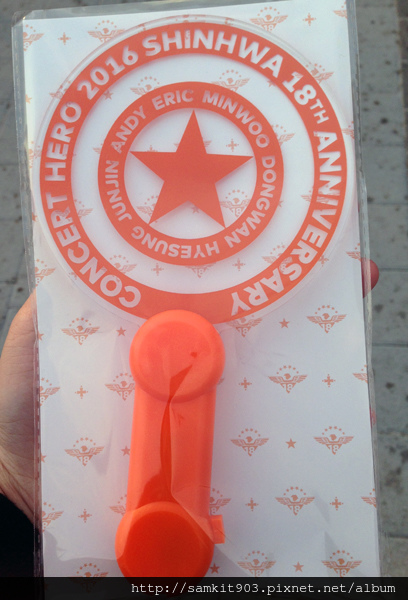 CONCERT HERO 2016 SHINHWA 18TH ANNIVERSARY
ANDY ERIC MINWOO DONGWAN HYESUNG JUNJIN
http://samkit903.pixnet.net/album